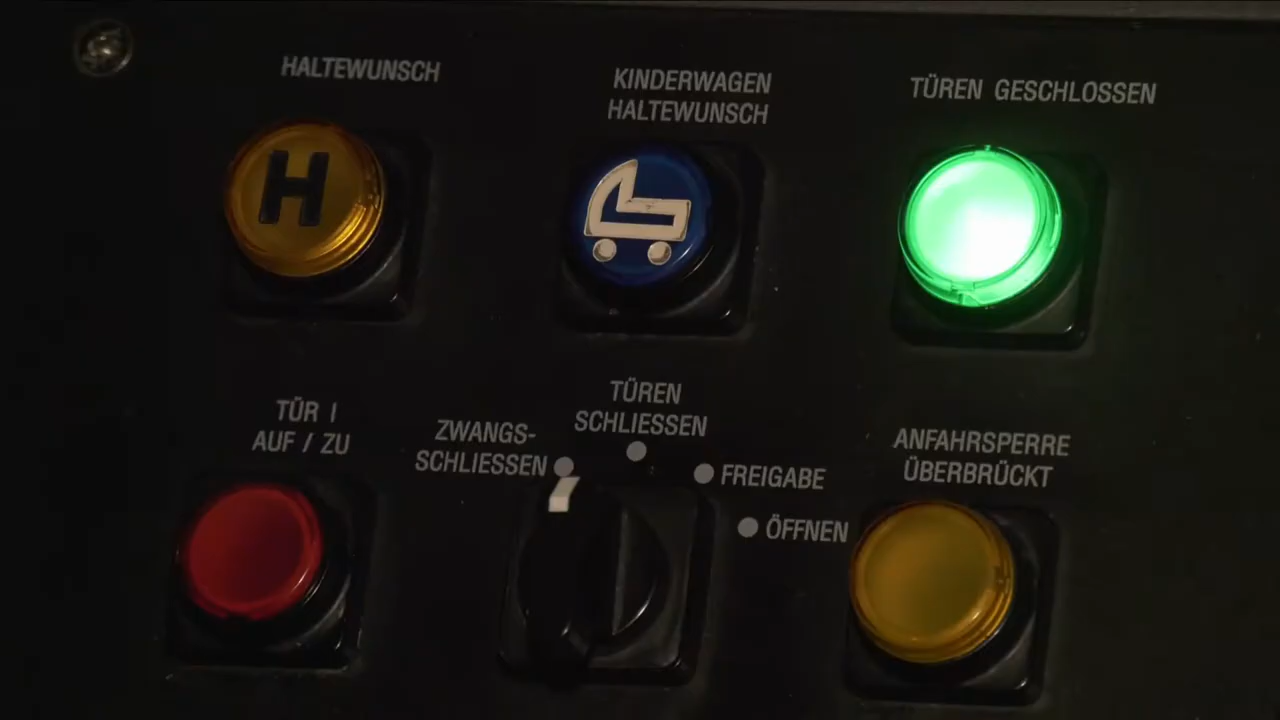 HALTEWUNSCH
KINDERWAGEN
HALTEWUNSCH
TÜREN GESCHLOSSEN
H
TÜR I
AUF / ZU
ZWANGS-
SCHLIESSEN
TÜREN
SCHLIESSEN
FREIGABE
ÖFFNEN
ANFAHRSPERRE
ÜBERBRÜCKT